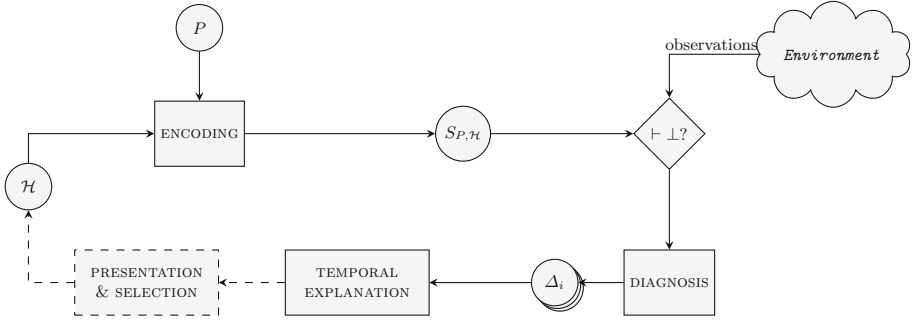 P
observations
Environment
ENCODING
S_{P,ℋ}
⊢ ⊥?
ℋ
PRESENTATION
& SELECTION
TEMPORAL
EXPLANATION
Δ_i
DIAGNOSIS